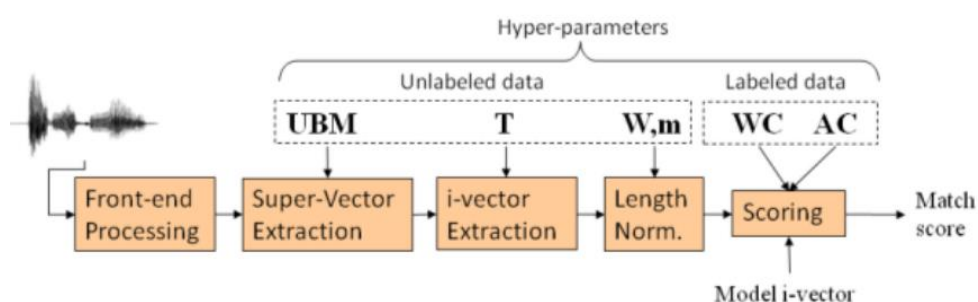 Hyper-parameters
Unlabeled data Labeled data
UBM T W,m WC AC
Front-end Super-Vector i-vector Length Scoring Match
Processing Extraction Extraction Norm. score
Model i-vector